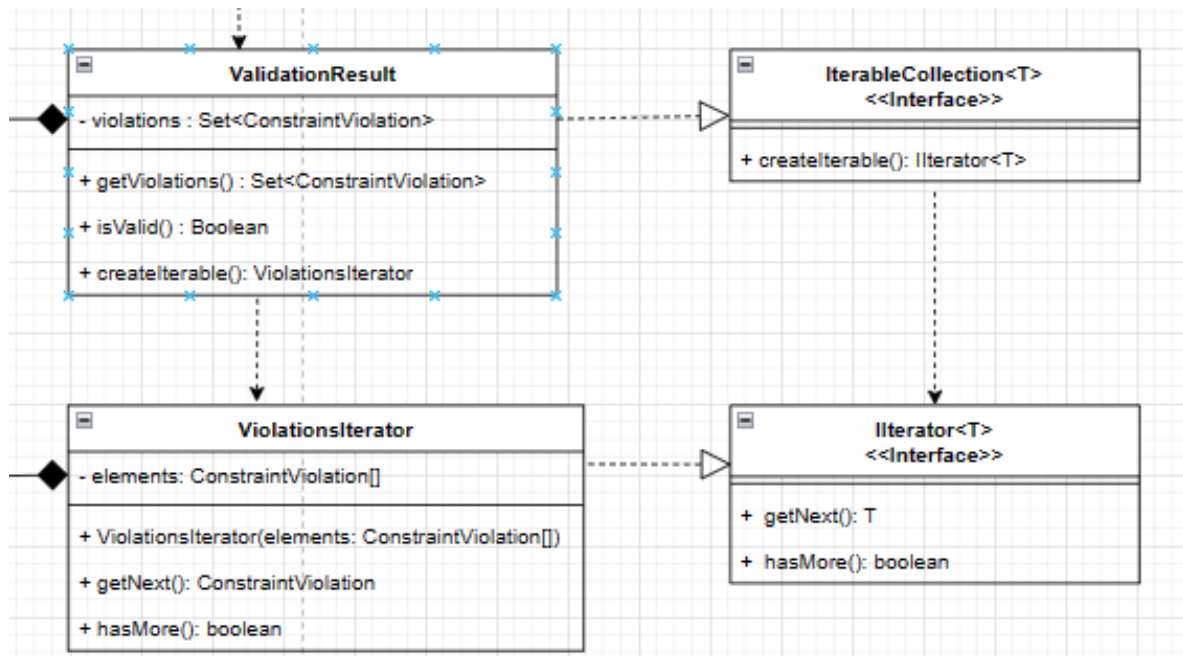 ValidationResult
- violations : Set<ConstraintViolation>
+ getViolations() : Set<ConstraintViolation>
+ isValid() : Boolean
+ createIterable(): ViolationsIterator
IterableCollection<T>
<<Interface>>
+ createIterable(): IIterator<T>
ViolationsIterator
- elements: ConstraintViolation[]
+ ViolationsIterator(elements: ConstraintViolation[])
+ getNext(): ConstraintViolation
+ hasMore(): boolean
IIterator<T>
<<Interface>>
+ getNext(): T
+ hasMore(): boolean